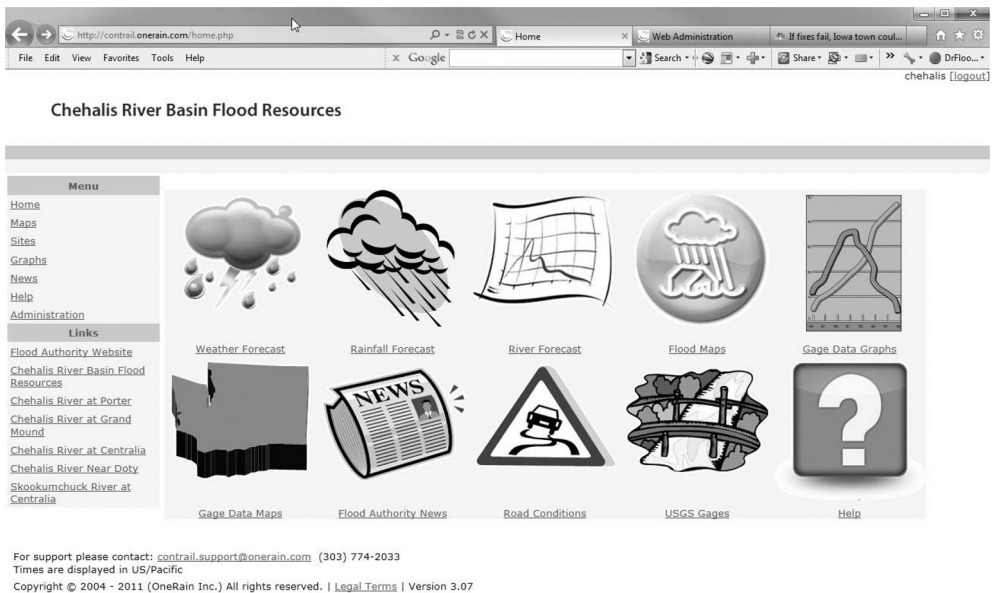 http://contrail.onerain.com/home.php
Home
Web Administration
If fixes fail, Iowa town coul...
File Edit View Favorites Tools Help
x Google
Search
Share
DrFloo...
chehalis [logout]
Chehalis River Basin Flood Resources
Menu
Home
Maps
Sites
Graphs
News
Help
Administration
Links
Flood Authority Website
Chehalis River Basin Flood
Resources
Chehalis River at Porter
Chehalis River at Grand
Mound
Chehalis River at Centralia
Chehalis River Near Doty
Skookumchuck River at
Centralia
Weather Forecast
Rainfall Forecast
River Forecast
Flood Maps
Gage Data Graphs
NEWS
?
Gage Data Maps
Flood Authority News
Road Conditions
USGS Gages
Help
For support please contact: contrail.support@onerain.com (303) 774-2033
Times are displayed in US/Pacific
Copyright © 2004 - 2011 (OneRain Inc.) All rights reserved. | Legal Terms | Version 3.07